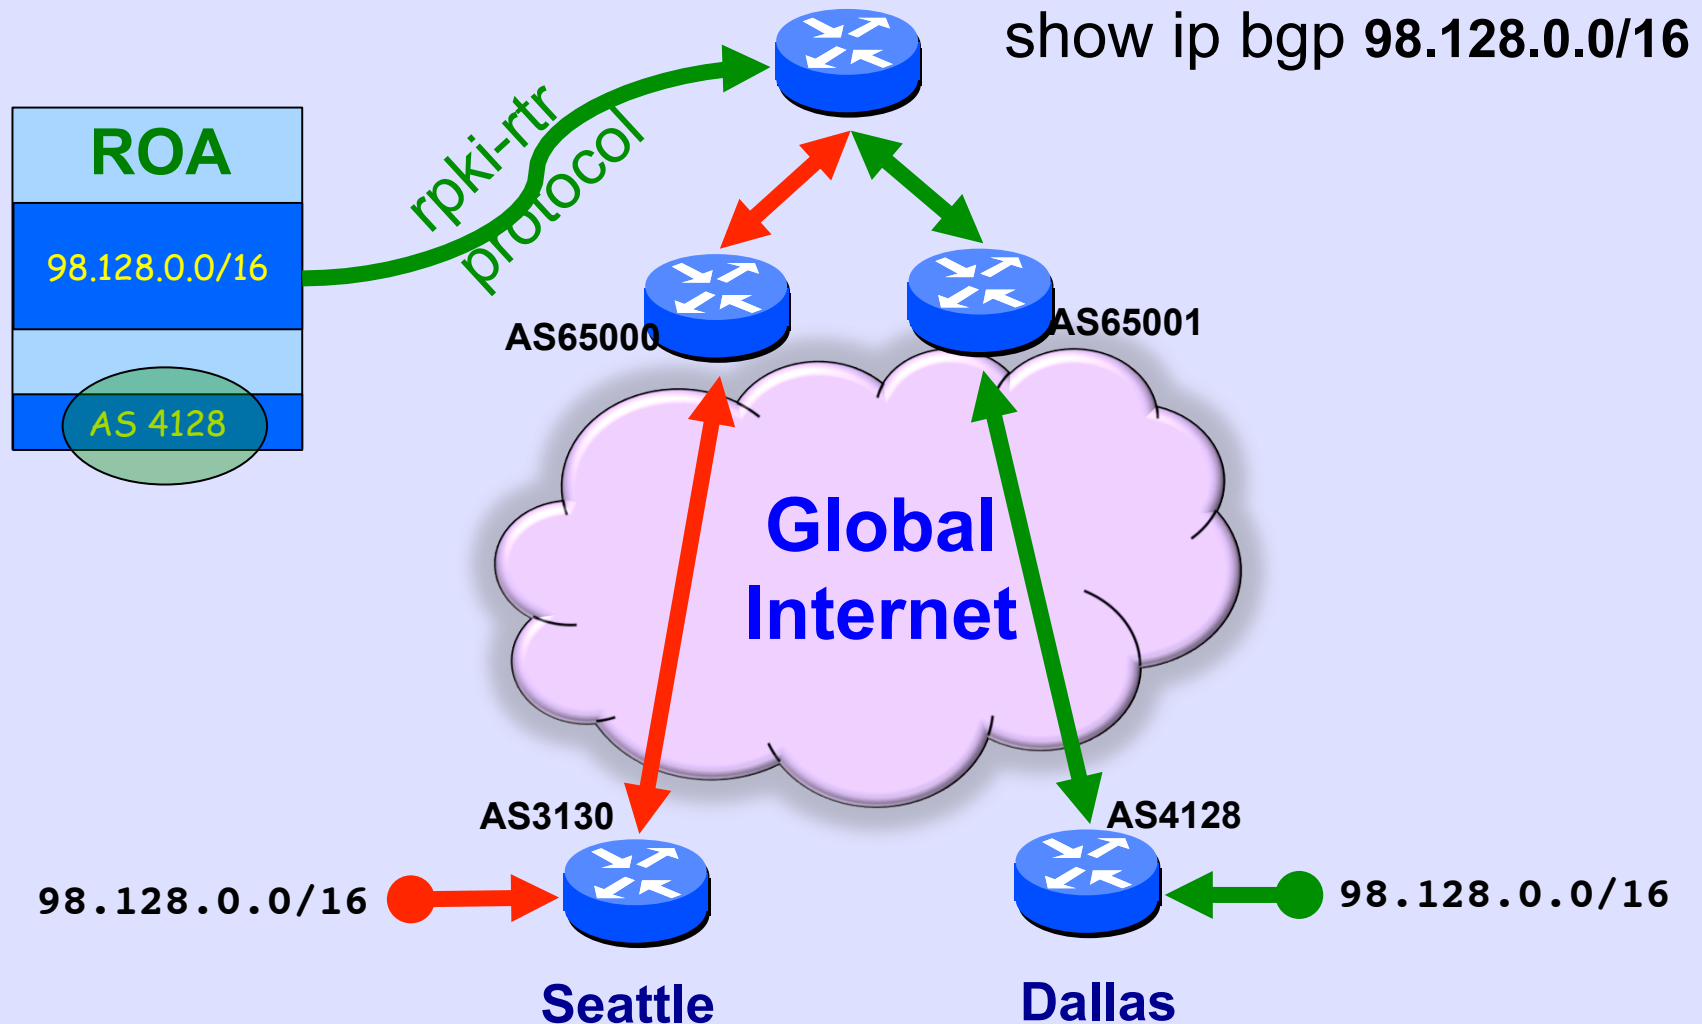 show ip bgp 98.128.0.0/16
ROA
98.128.0.0/16
AS 4128
rpki-rtr
protocol
AS65000
AS65001
Global
Internet
AS3130
AS4128
98.128.0.0/16
98.128.0.0/16
Seattle
Dallas